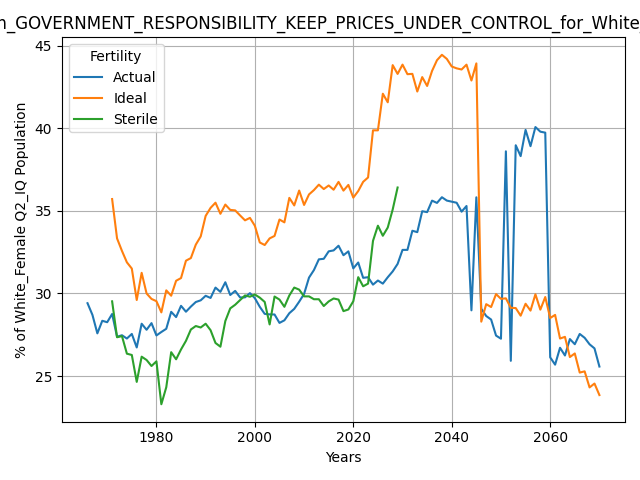 n_GOVERNMENT_RESPONSIBILITY_KEEP_PRICES_UNDER_CONTROL_for_White_
Fertility
Actual
Ideal
Sterile
% of White_Female Q2_IQ Population
45
40
35
30
25
1980
2000
2020
2040
2060
Years